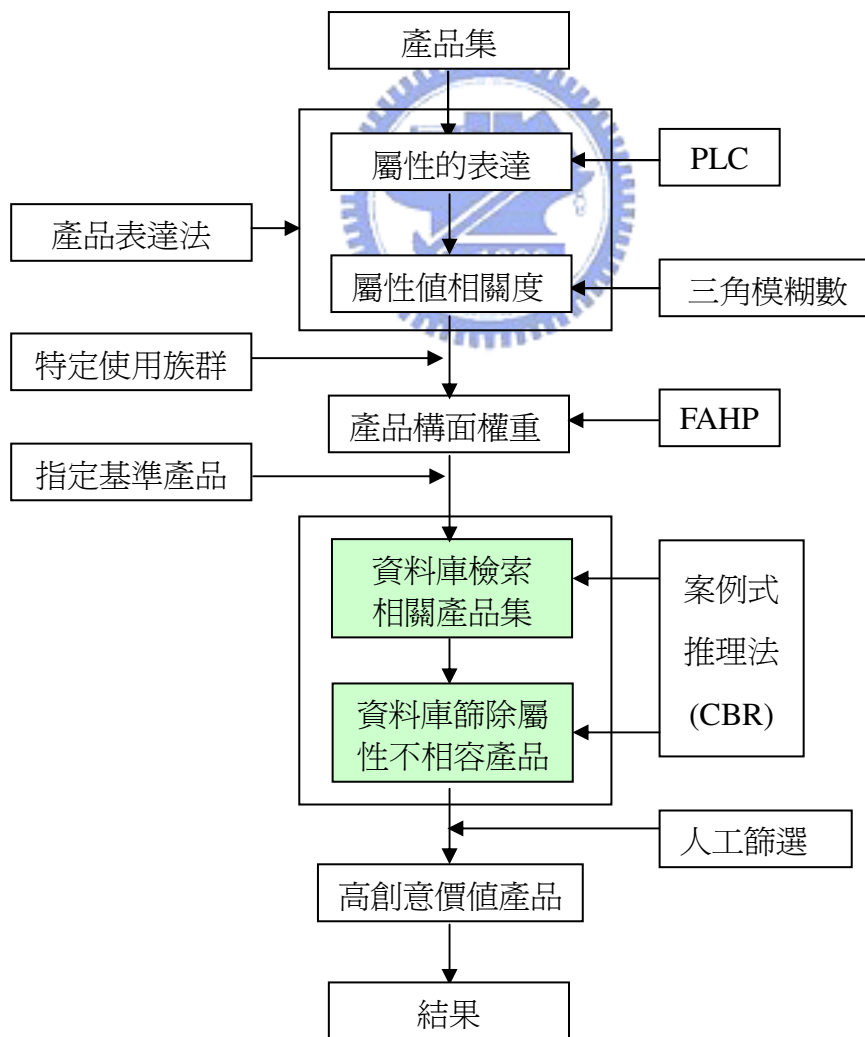 產品集
屬性的表達
PLC
產品表達法
屬性值相關度
三角模糊數
特定使用族群
產品構面權重
FAHP
指定基準產品
資料庫檢索
相關產品集
案例式
推理法
(CBR)
資料庫篩除屬
性不相容產品
人工篩選
高創意價值產品
結果